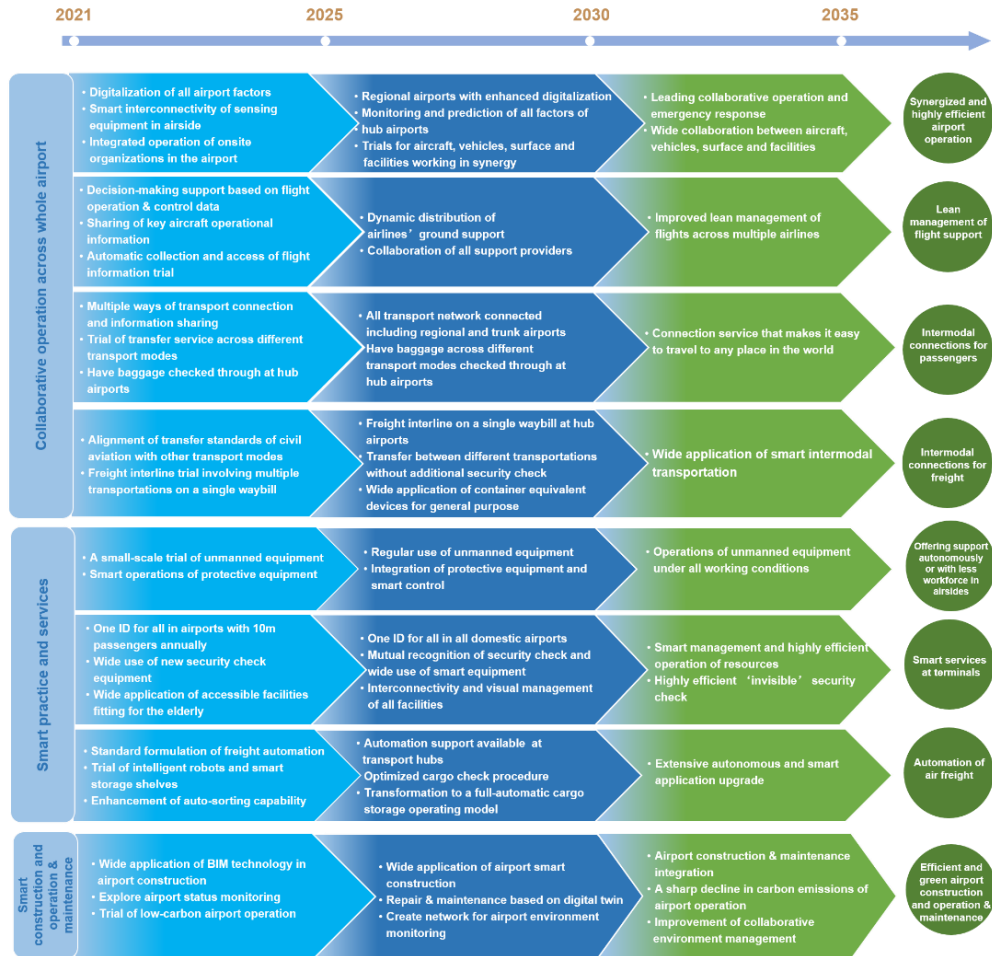 2021
2025
2030
2035
Collaborative operation across whole airport
• Digitalization of all airport factors
• Smart interconnectivity of sensing
equipment in airside
• Integrated operation of onsite
organizations in the airport
• Regional airports with enhanced digitalization
• Monitoring and prediction of all factors of
• hub airports
• Trials for aircraft, vehicles, surface and
facilities working in synergy
• Leading collaborative operation and
emergency response
• Wide collaboration between aircraft,
vehicles, surface and facilities
Synergized and
highly efficient
airport
operation
• Decision-making support based on flight
operation & control data
• Sharing of key aircraft operational
information
• Automatic collection and access of flight
information trial
• Dynamic distribution of
airlines' ground support
• Collaboration of all support providers
• Improved lean management of
flights across multiple airlines
Lean
management of
flight support
• Multiple ways of transport connection
and information sharing
• Trial of transfer service across different
transport modes
• Have baggage checked through at hub
airports
• All transport network connected
including regional and trunk airports
• Have baggage across different
transport modes checked through at
hub airports
• Connection service that makes it easy
to travel to any place in the world
Intermodal
connections for
passengers
• Alignment of transfer standards of civil
aviation with other transport modes
• Freight interline trial involving multiple
transportations on a single waybill
• Freight interline on a single waybill at hub
airports
• Transfer between different transportations
without additional security check
• Wide application of container equivalent
devices for general purpose
• Wide application of smart intermodal
transportation
Intermodal
connections for
freight
Smart practice and services
• A small-scale trial of unmanned equipment
• Smart operations of protective equipment
• Regular use of unmanned equipment
• Integration of protective equipment and
smart control
• Operations of unmanned equipment
under all working conditions
Offering support
autonomously
or with less
workforce in
airsides
• One ID for all in airports with 10m
passengers annually
• Wide use of new security check
equipment
• Wide application of accessible facilities
fitting for the elderly
• One ID for all in all domestic airports
• Mutual recognition of security check and
wide use of smart equipment
• Interconnectivity and visual management
of all facilities
• Smart management and highly efficient
operation of resources
• Highly efficient 'invisible' security
check
Smart services
at terminals
• Standard formulation of freight automation
• Trial of intelligent robots and smart
storage shelves
• Enhancement of auto-sorting capability
• Automation support available at
transport hubs
• Optimized cargo check procedure
• Transformation to a full-automatic cargo
storage operating model
• Extensive autonomous and smart
application upgrade
Automation of
air freight
Smart
construction and
operation &
maintenance
• Wide application of BIM technology in
airport construction
• Explore airport status monitoring
• Trial of low-carbon airport operation
• Wide application of airport smart
construction
• Repair & maintenance based on digital twin
• Create network for airport environment
monitoring
• Airport construction & maintenance
integration
• A sharp decline in carbon emissions of
airport operation
• Improvement of collaborative
environment management
Efficient and
green airport
construction
and operation &
maintenance